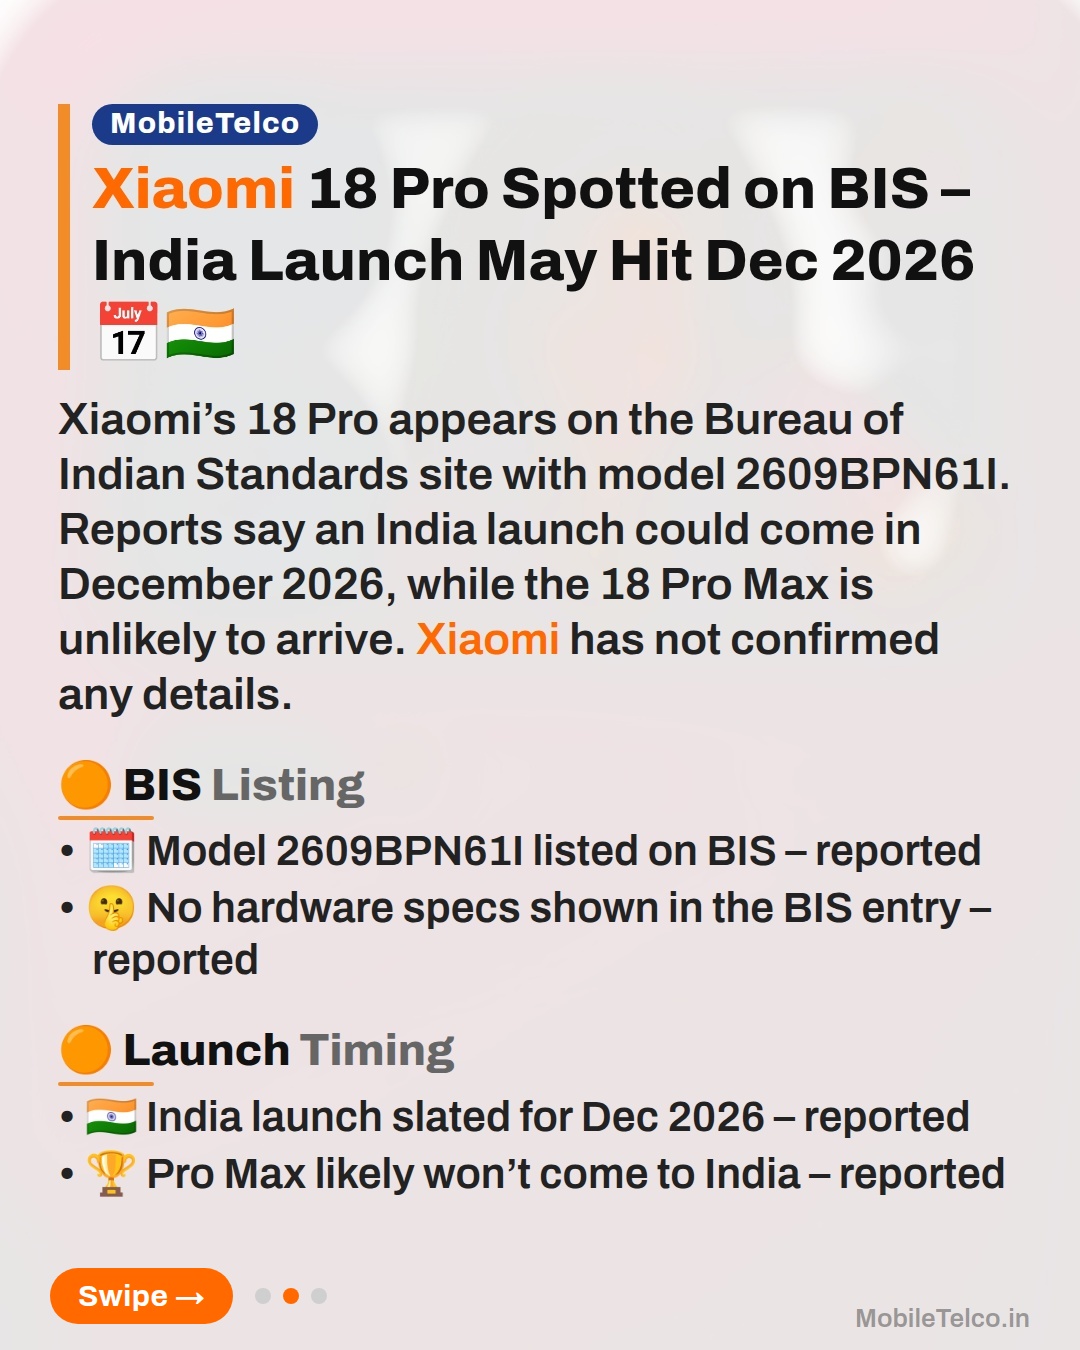 MobileTelco
Xiaomi 18 Pro Spotted on BIS –
India Launch May Hit Dec 2026
📅🇮🇳
Xiaomi’s 18 Pro appears on the Bureau of
Indian Standards site with model 2609BPN61I.
Reports say an India launch could come in
December 2026, while the 18 Pro Max is
unlikely to arrive. Xiaomi has not confirmed
any details.
🟠 BIS Listing
• 🗓️ Model 2609BPN61I listed on BIS – reported
• 🤫 No hardware specs shown in the BIS entry –
reported
🟠 Launch Timing
• 🇮🇳 India launch slated for Dec 2026 – reported
• 🏆 Pro Max likely won’t come to India – reported
Swipe →
MobileTelco.in